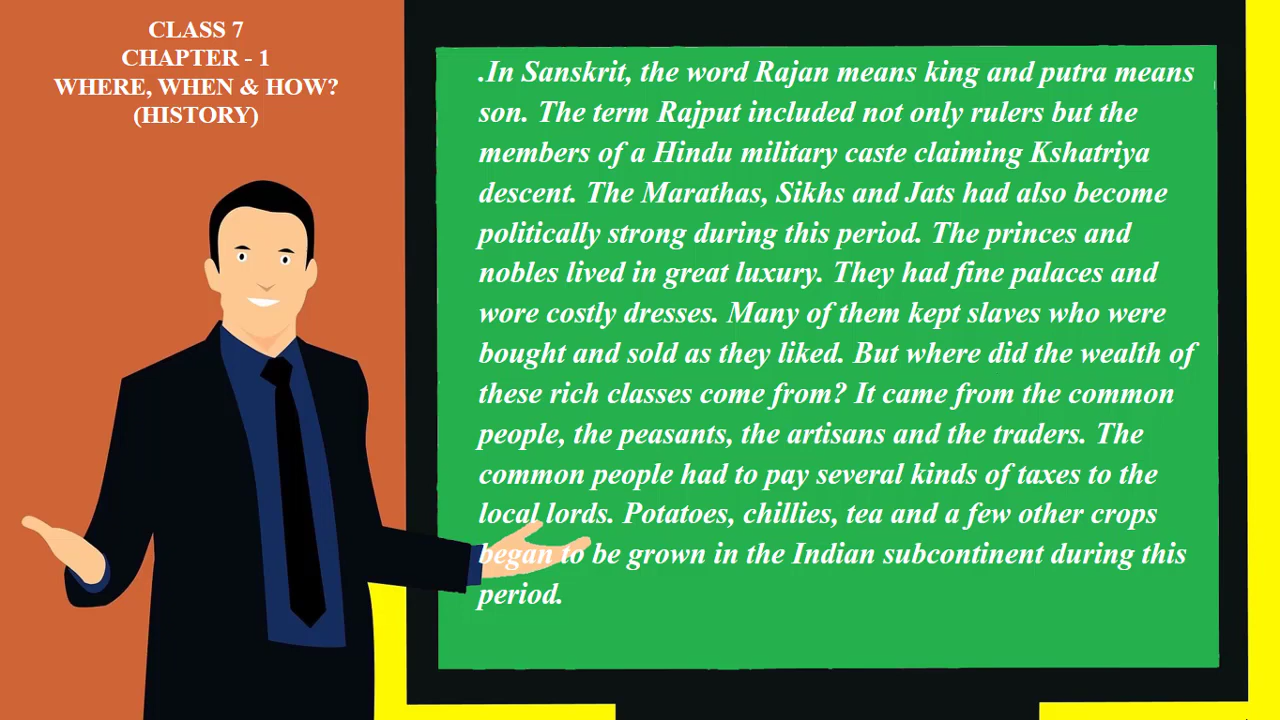 CLASS 7
CHAPTER - 1
WHERE, WHEN & HOW?
(HISTORY)
.In Sanskrit, the word Rajan means king and putra means
son. The term Rajput included not only rulers but the
members of a Hindu military caste claiming Kshatriya
descent. The Marathas, Sikhs and Jats had also become
politically strong during this period. The princes and
nobles lived in great luxury. They had fine palaces and
wore costly dresses. Many of them kept slaves who were
bought and sold as they liked. But where did the wealth of
these rich classes come from? It came from the common
people, the peasants, the artisans and the traders. The
common people had to pay several kinds of taxes to the
local lords. Potatoes, chillies, tea and a few other crops
began to be grown in the Indian subcontinent during this
period.